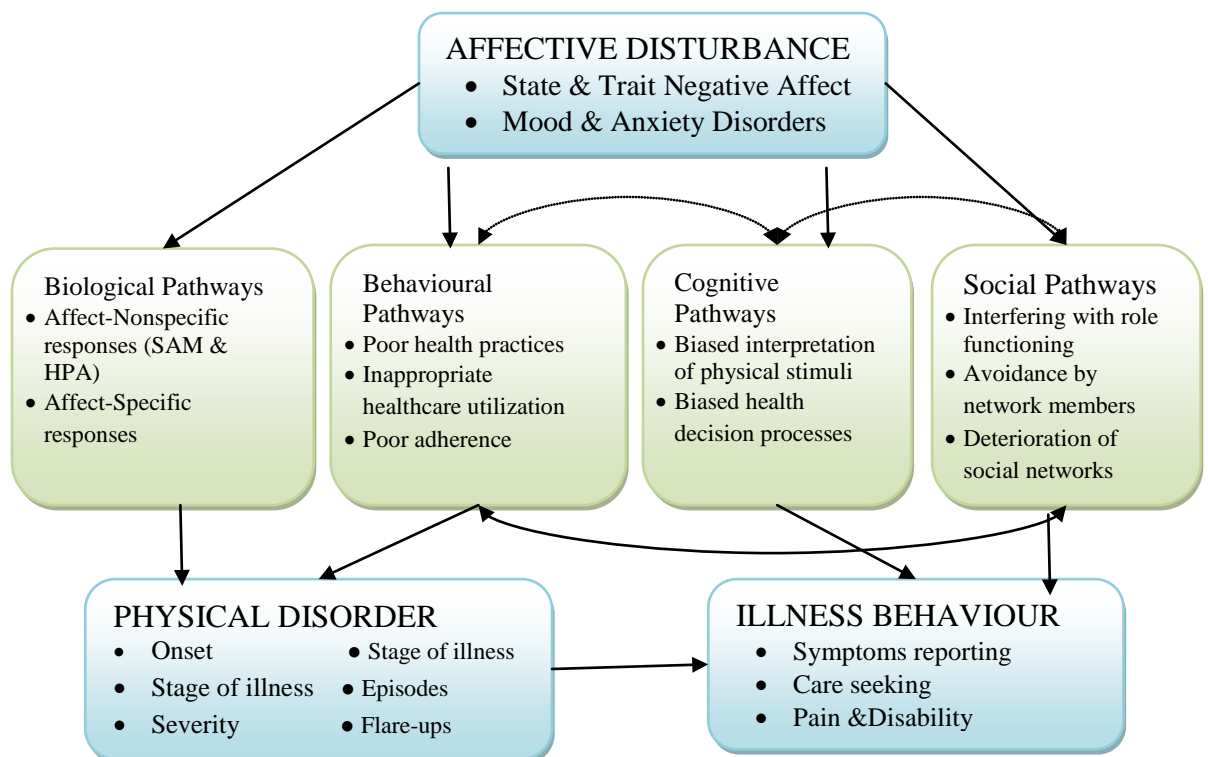 AFFECTIVE DISTURBANCE
• State & Trait Negative Affect
• Mood & Anxiety Disorders
Biological Pathways
• Affect-Nonspecific
responses (SAM &
HPA)
• Affect-Specific
responses
Behavioural
Pathways
• Poor health practices
• Inappropriate
healthcare utilization
• Poor adherence
Cognitive
Pathways
• Biased interpretation
of physical stimuli
• Biased health
decision processes
Social Pathways
• Interfering with role
functioning
• Avoidance by
network members
• Deterioration of
social networks
PHYSICAL DISORDER
• Onset
• Stage of illness
• Severity
• Stage of illness
• Episodes
• Flare-ups
ILLNESS BEHAVIOUR
• Symptoms reporting
• Care seeking
• Pain &Disability